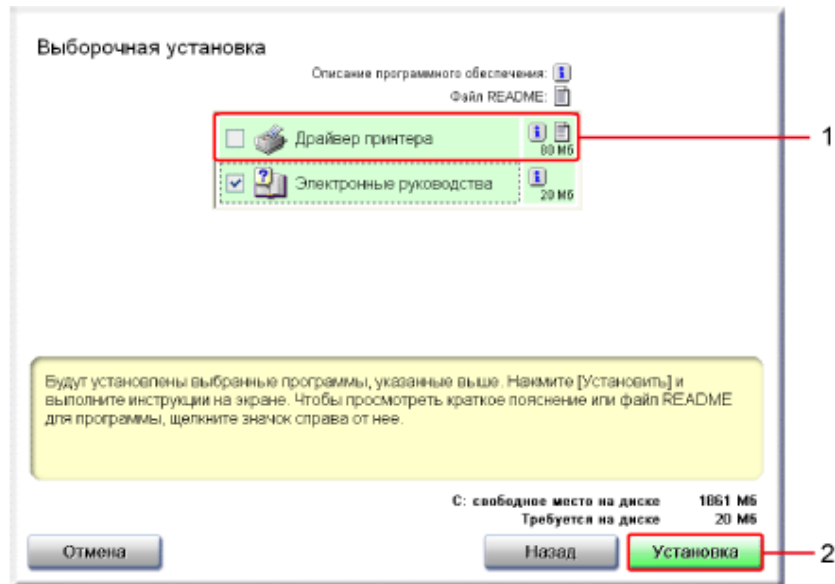 Выборочная установка
Описание программного обеспечения:
Файл README:
Драйвер принтера
80 Мб
1
Электронные руководства
20 Мб
Будут установлены выбранные программы, указанные выше. Нажмите [Установить] и
выполните инструкции на экране. Чтобы просмотреть краткое пояснение или файл README
для программы, щелкните значок справа от нее.
C: свободное место на диске 1861 Мб
Требуется на диске 20 Мб
Отмена Назад Установка 2